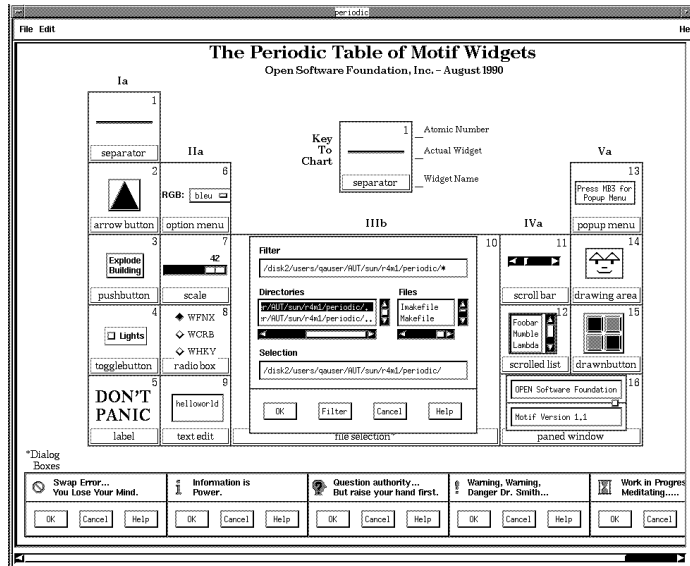 periodic
File Edit
He
The Periodic Table of Motif Widgets
Open Software Foundation, Inc. – August 1990
Ia
1
separator
IIa
Key
To
Chart
1
separator
Atomic Number
Actual Widget
Widget Name
Va
2
arrow button
6
RGB: bleu
option menu
13
Press MB3 for
Popup Menu
popup menu
IIIb
IVa
3
Explode
Building
pushbutton
7
42
scale
10
Filter
/disk2/users/qauser/AUT/sun/r4m1/periodic/*
Directories
Files
er/AUT/sun/r4m1/periodic/.
er/AUT/sun/r4m1/periodic/..
Imakefile
Makefile
Selection
/disk2/users/qauser/AUT/sun/r4m1/periodic/
OK Filter Cancel Help
file selection*
11
scroll bar
14
drawing area
4
Lights
togglebutton
8
WFNX
WCRB
WHKY
radio box
12
Foobar
Mumble
Lambda
scrolled list
15
drawnbutton
5
DON'T
PANIC
label
9
helloworld
text edit
16
OPEN Software Foundation
Motif Version 1.1
paned window
*Dialog
Boxes
Swap Error...
You Lose Your Mind.
OK Cancel Help
Information is
Power.
OK Cancel Help
Question authority...
But raise your hand first.
OK Cancel Help
Warning, Warning,
Danger Dr. Smith...
OK Cancel Help
Work in Progres
Meditating.....
OK Cancel